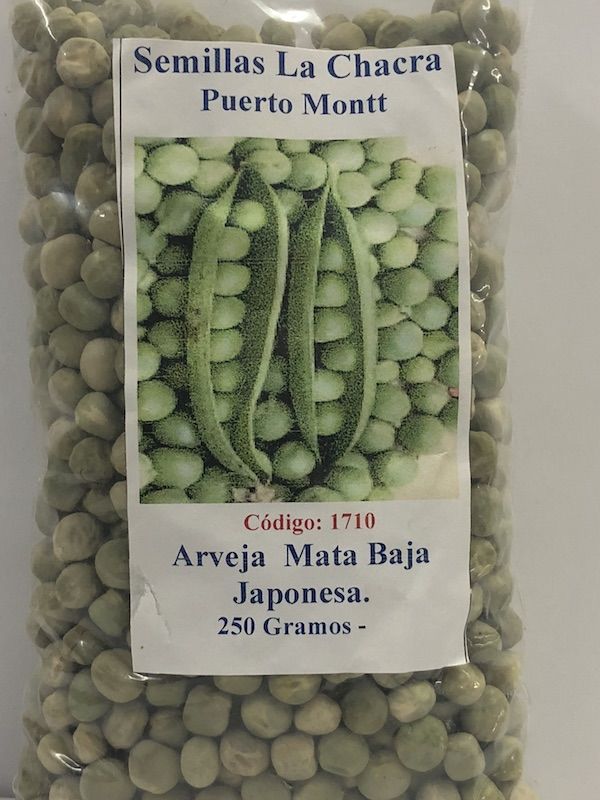 Semillas La Chacra
Puerto Montt
Código: 1710
Arveja Mata Baja
Japonesa.
250 Gramos -